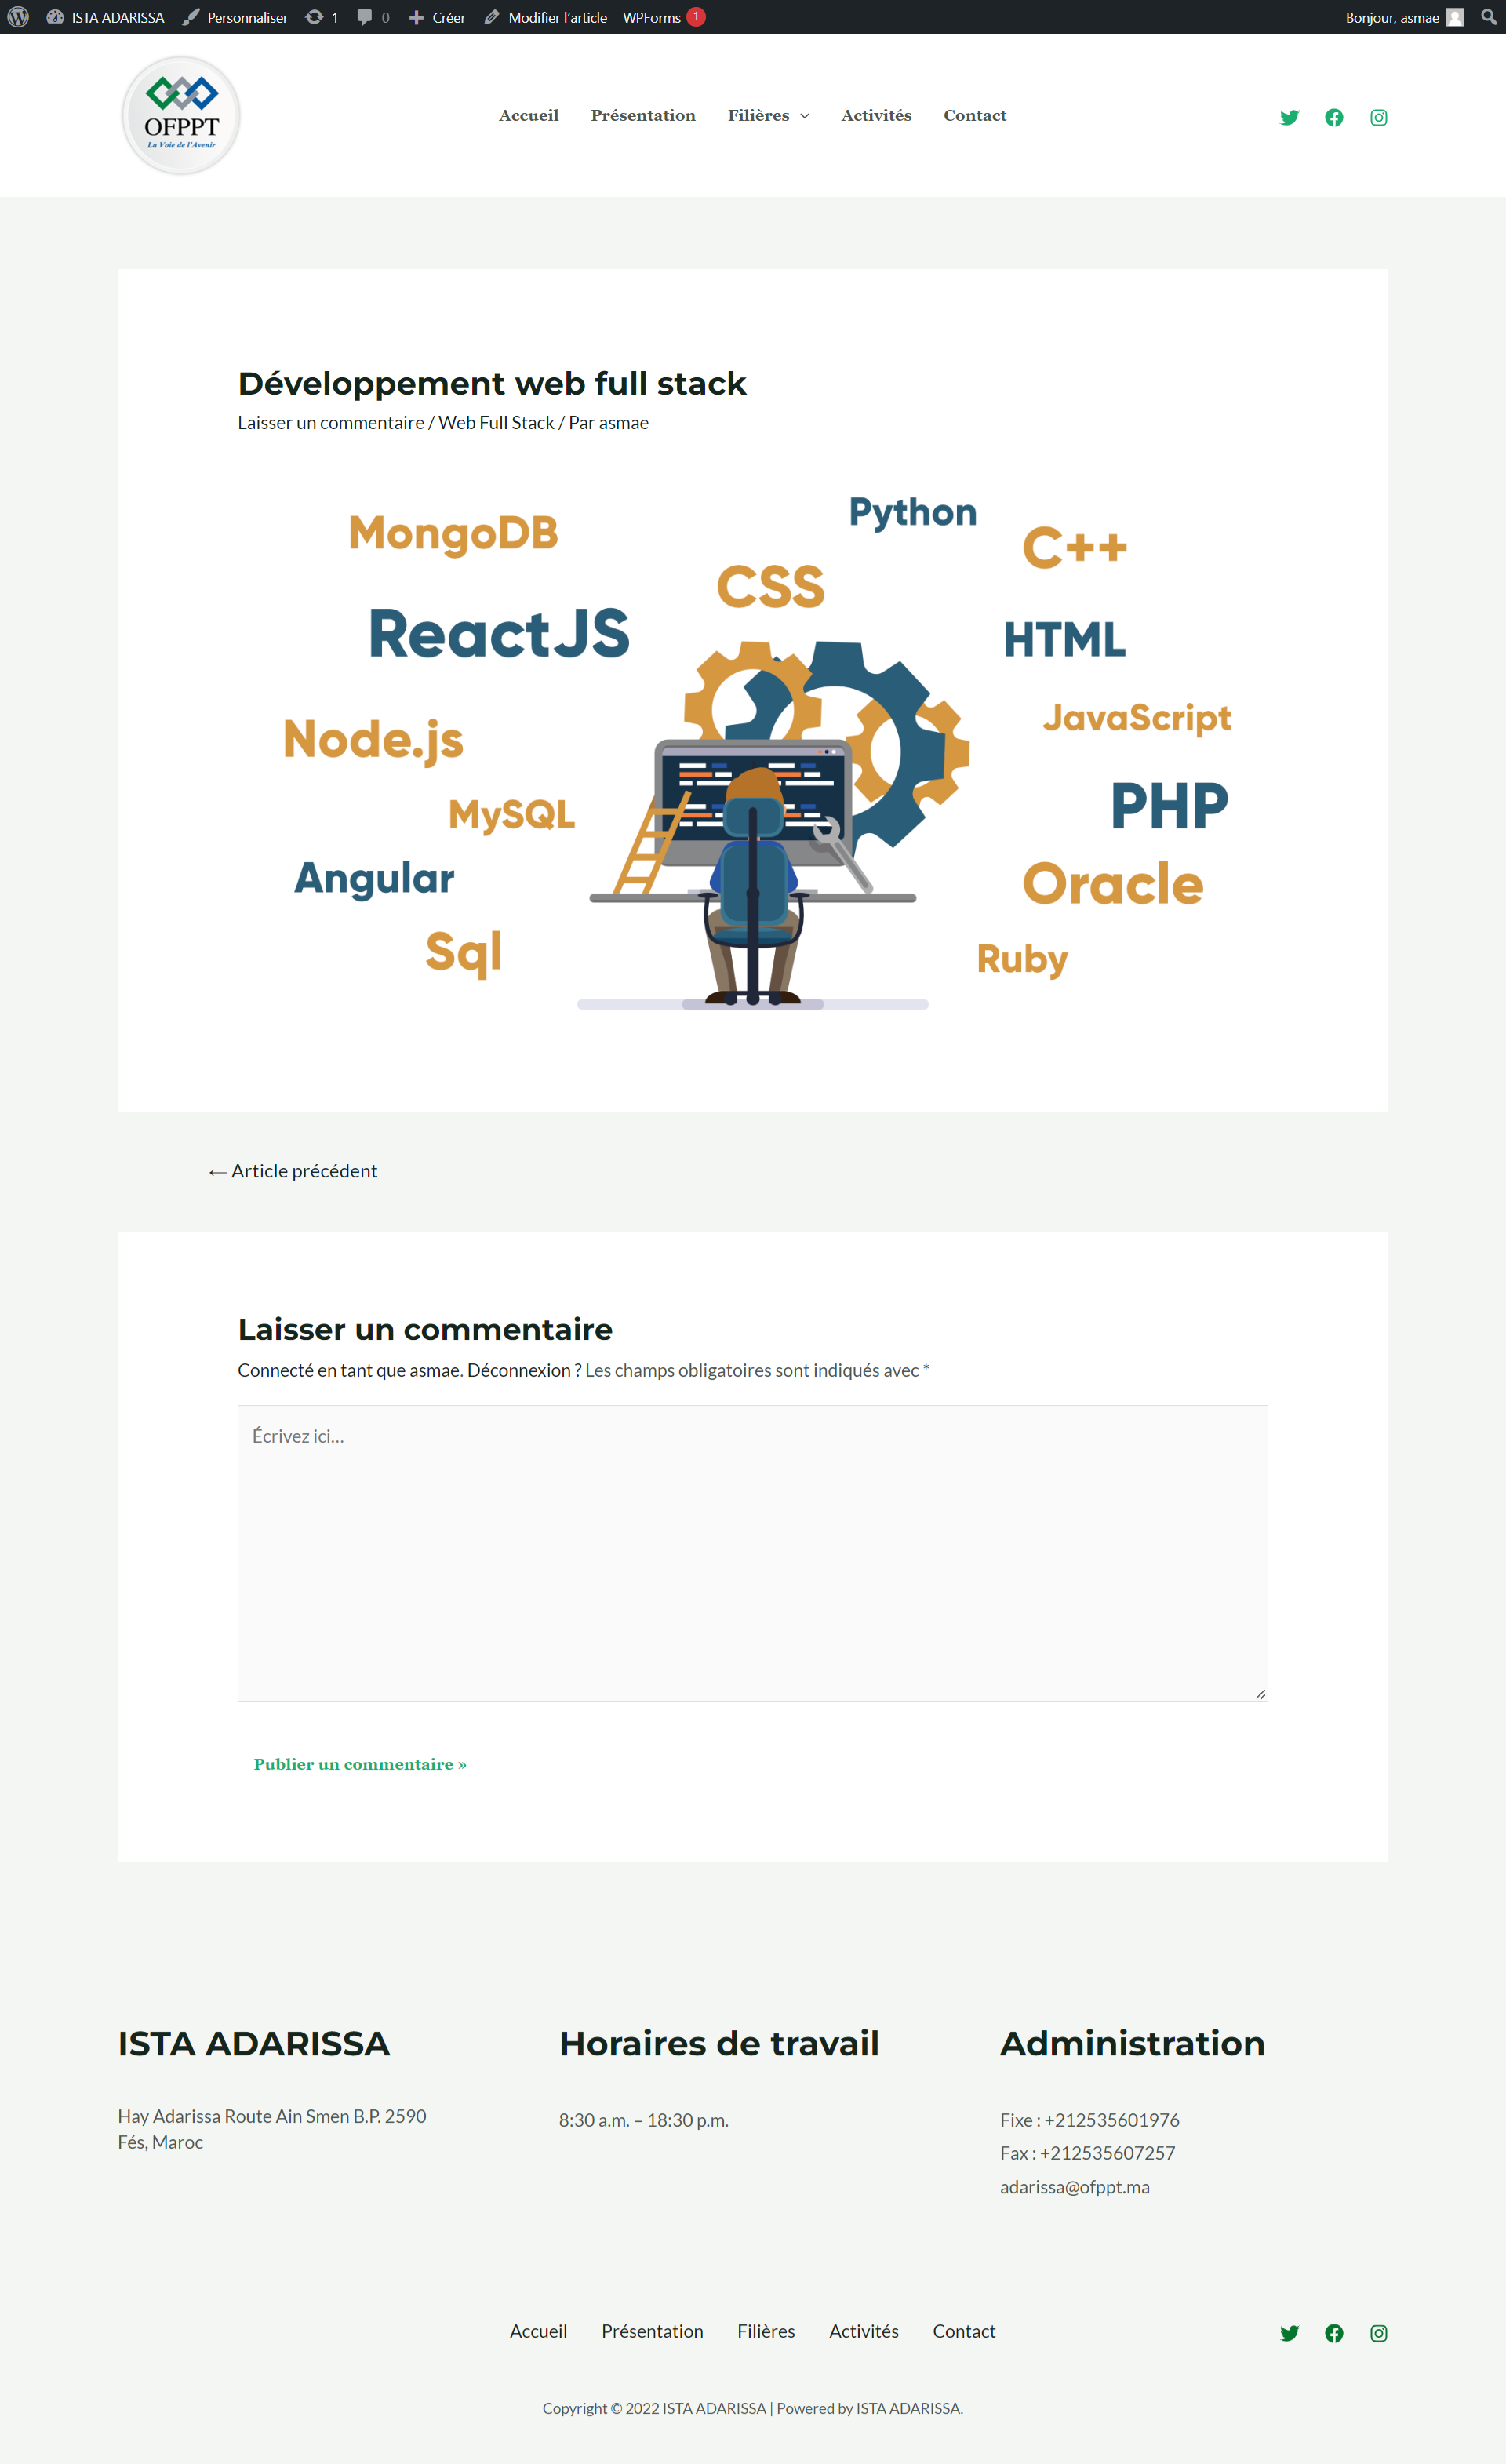 ISTA ADARISSA Personnaliser 1 0 Créer Modifier l'article WPForms 1 Bonjour, asmae
OFPPT
La Voie de l'Avenir
Accueil Présentation Filières Activités Contact
Développement web full stack
Laisser un commentaire / Web Full Stack / Par asmae
Python
MongoDB
C++
CSS
ReactJS
HTML
JavaScript
Node.js
PHP
MySQL
Angular
Oracle
Sql
Ruby
← Article précédent
Laisser un commentaire
Connecté en tant que asmae. Déconnexion ? Les champs obligatoires sont indiqués avec *
Écrivez ici…
Publier un commentaire »
ISTA ADARISSA
Hay Adarissa Route Ain Smen B.P. 2590
Fés, Maroc
Horaires de travail
8:30 a.m. – 18:30 p.m.
Administration
Fixe : +212535601976
Fax : +212535607257
adarissa@ofppt.ma
Accueil Présentation Filières Activités Contact
Copyright © 2022 ISTA ADARISSA | Powered by ISTA ADARISSA.